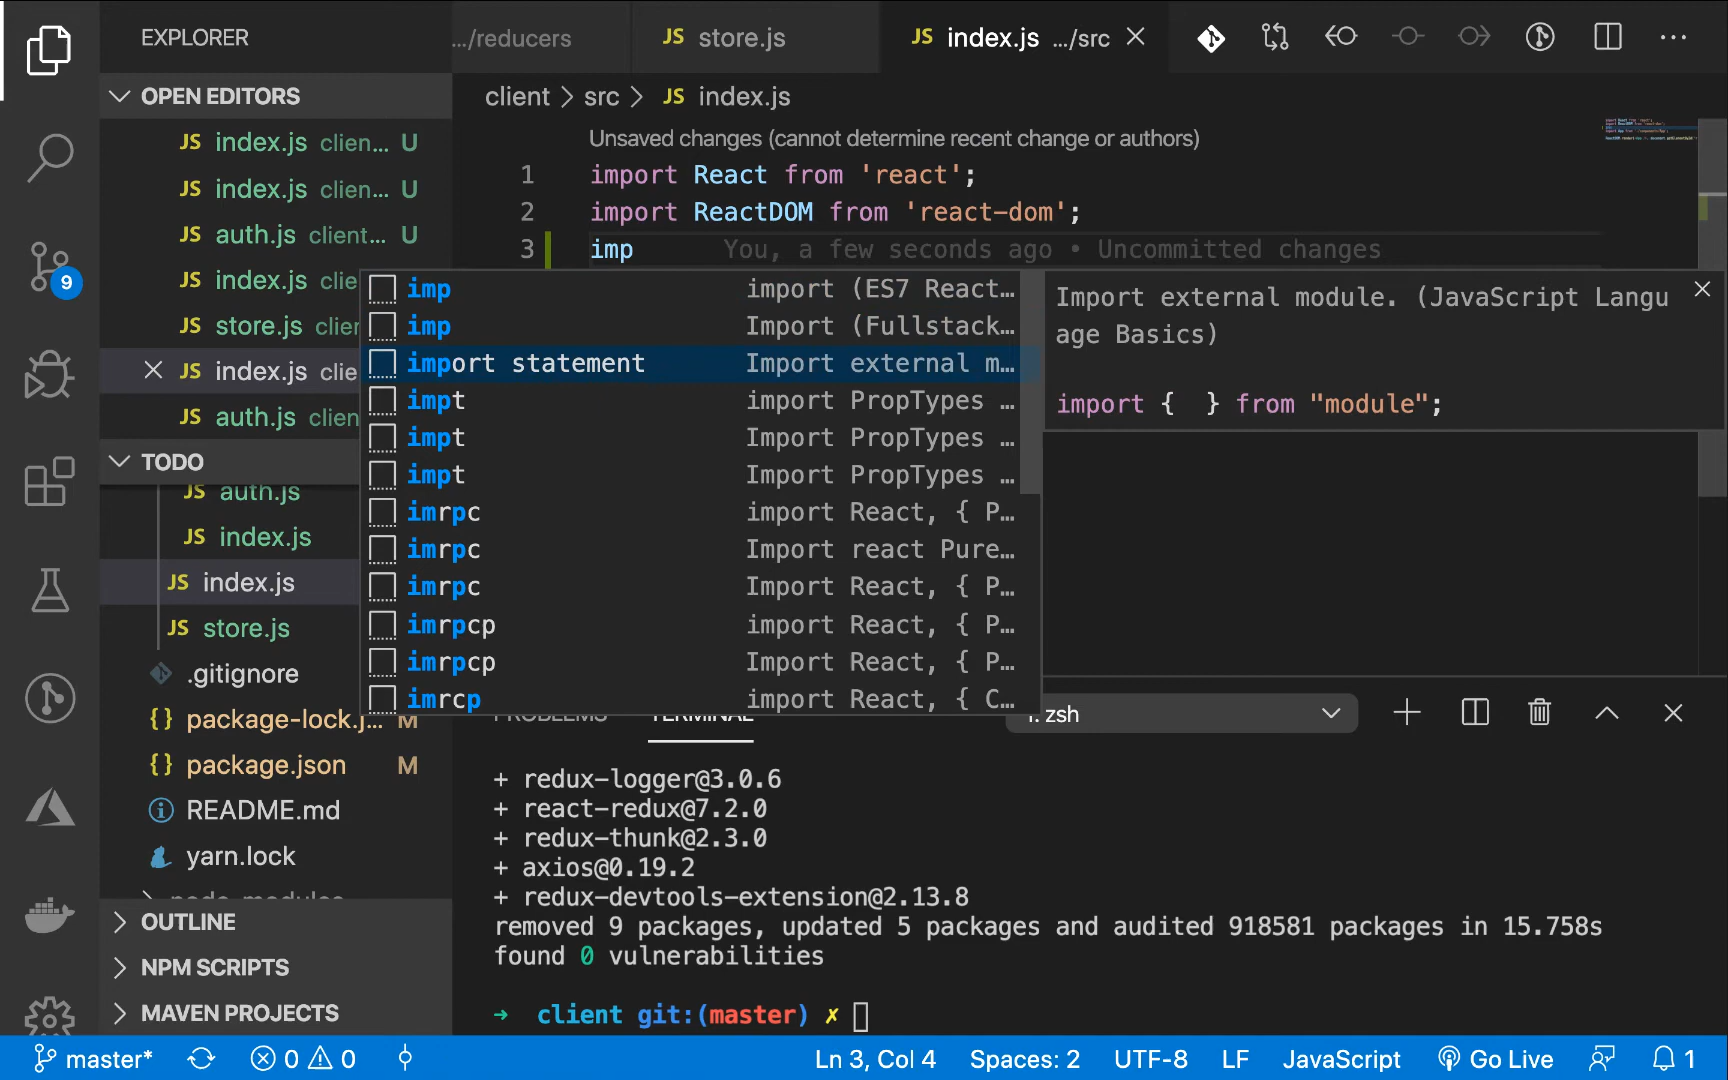 EXPLORER
.../reducers
JS store.js
JS index.js .../src
OPEN EDITORS
client > src > JS index.js
JS index.js clien... U
JS index.js clien... U
JS auth.js client... U
JS index.js clie
JS store.js clier
JS index.js clie
JS auth.js clien
Unsaved changes (cannot determine recent change or authors)
1 import React from 'react';
2 import ReactDOM from 'react-dom';
3 imp You, a few seconds ago • Uncommitted changes
imp import (ES7 React...
imp Import (Fullstack...
import statement Import external m...
impt import PropTypes ...
impt Import PropTypes ...
impt Import PropTypes ...
imrpc import React, { P...
imrpc Import react Pure...
imrpc Import React, { P...
imrpcp import React, { P...
imrpcp Import React, { P...
imrcp import React, { C...
Import external module. (JavaScript Langu
age Basics)
import { } from "module";
9
TODO
JS auth.js
JS index.js
JS index.js
JS store.js
.gitignore
{} package-lock.j... M
{} package.json M
README.md
yarn.lock
node_modules
OUTLINE
NPM SCRIPTS
MAVEN PROJECTS
PROBLEMS
TERMINAL
1: zsh
+ redux-logger@3.0.6
+ react-redux@7.2.0
+ redux-thunk@2.3.0
+ axios@0.19.2
+ redux-devtools-extension@2.13.8
removed 9 packages, updated 5 packages and audited 918581 packages in 15.758s
found 0 vulnerabilities
➜ client git:(master) ✗
master* 0 0 Ln 3, Col 4 Spaces: 2 UTF-8 LF JavaScript Go Live 1